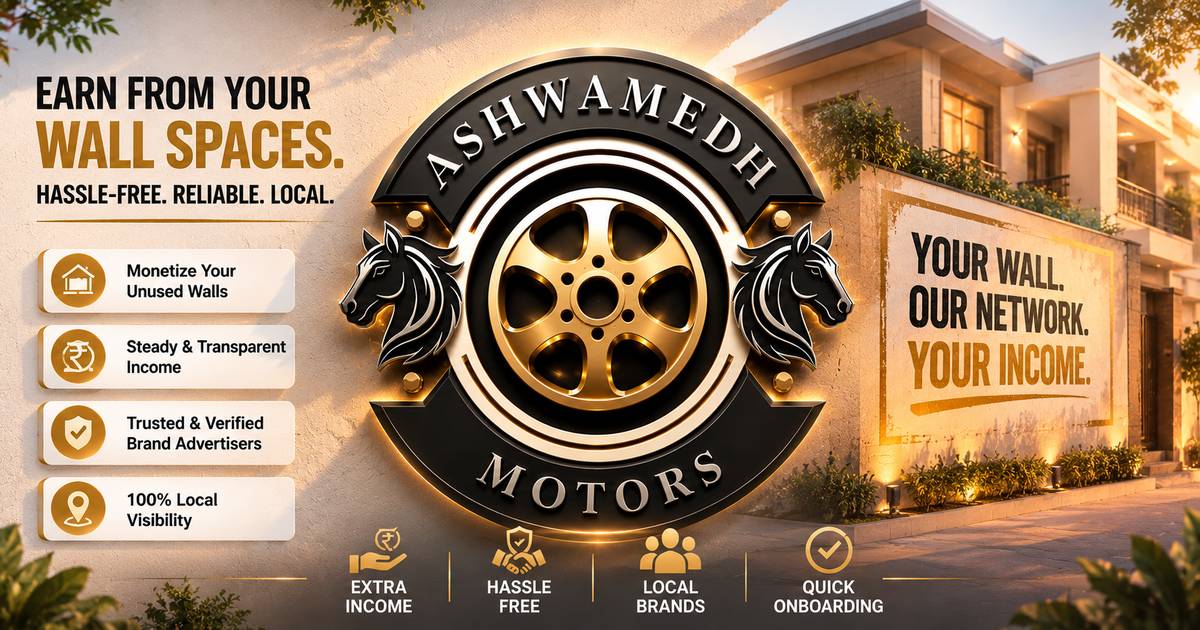 EARN FROM YOUR
WALL SPACES.
HASSLE-FREE. RELIABLE. LOCAL.
Monetize Your
Unused Walls
Steady & Transparent
Income
Trusted & Verified
Brand Advertisers
100% Local
Visibility
ASHWAMEDH
MOTORS
YOUR WALL.
OUR NETWORK.
YOUR INCOME.
EXTRA
INCOME
HASSLE
FREE
LOCAL
BRANDS
QUICK
ONBOARDING